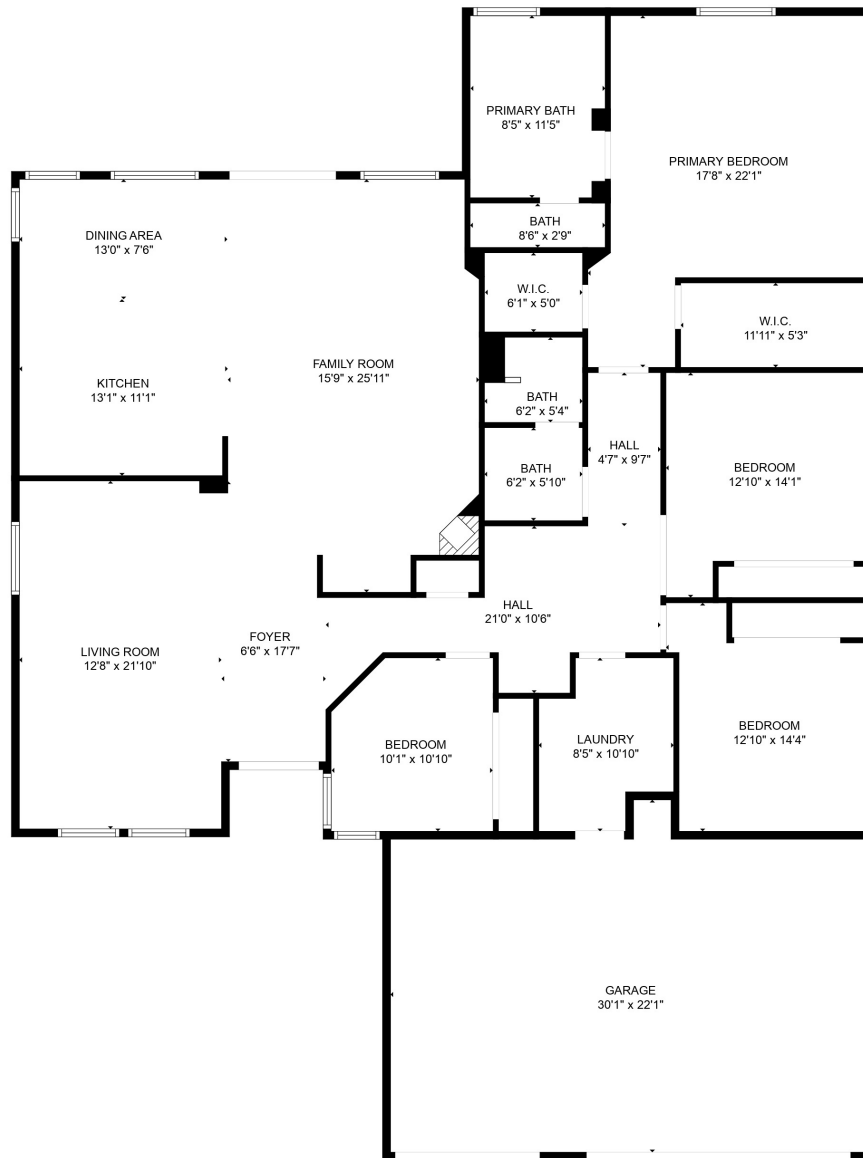 PRIMARY BATH
8'5" x 11'5"
PRIMARY BEDROOM
17'8" x 22'1"
BATH
8'6" x 2'9"
DINING AREA
13'0" x 7'6"
W.I.C.
6'1" x 5'0"
W.I.C.
11'11" x 5'3"
FAMILY ROOM
15'9" x 25'11"
KITCHEN
13'1" x 11'1"
BATH
6'2" x 5'4"
HALL
4'7" x 9'7"
BATH
6'2" x 5'10"
BEDROOM
12'10" x 14'1"
HALL
21'0" x 10'6"
FOYER
6'6" x 17'7"
LIVING ROOM
12'8" x 21'10"
BEDROOM
10'1" x 10'10"
LAUNDRY
8'5" x 10'10"
BEDROOM
12'10" x 14'4"
GARAGE
30'1" x 22'1"